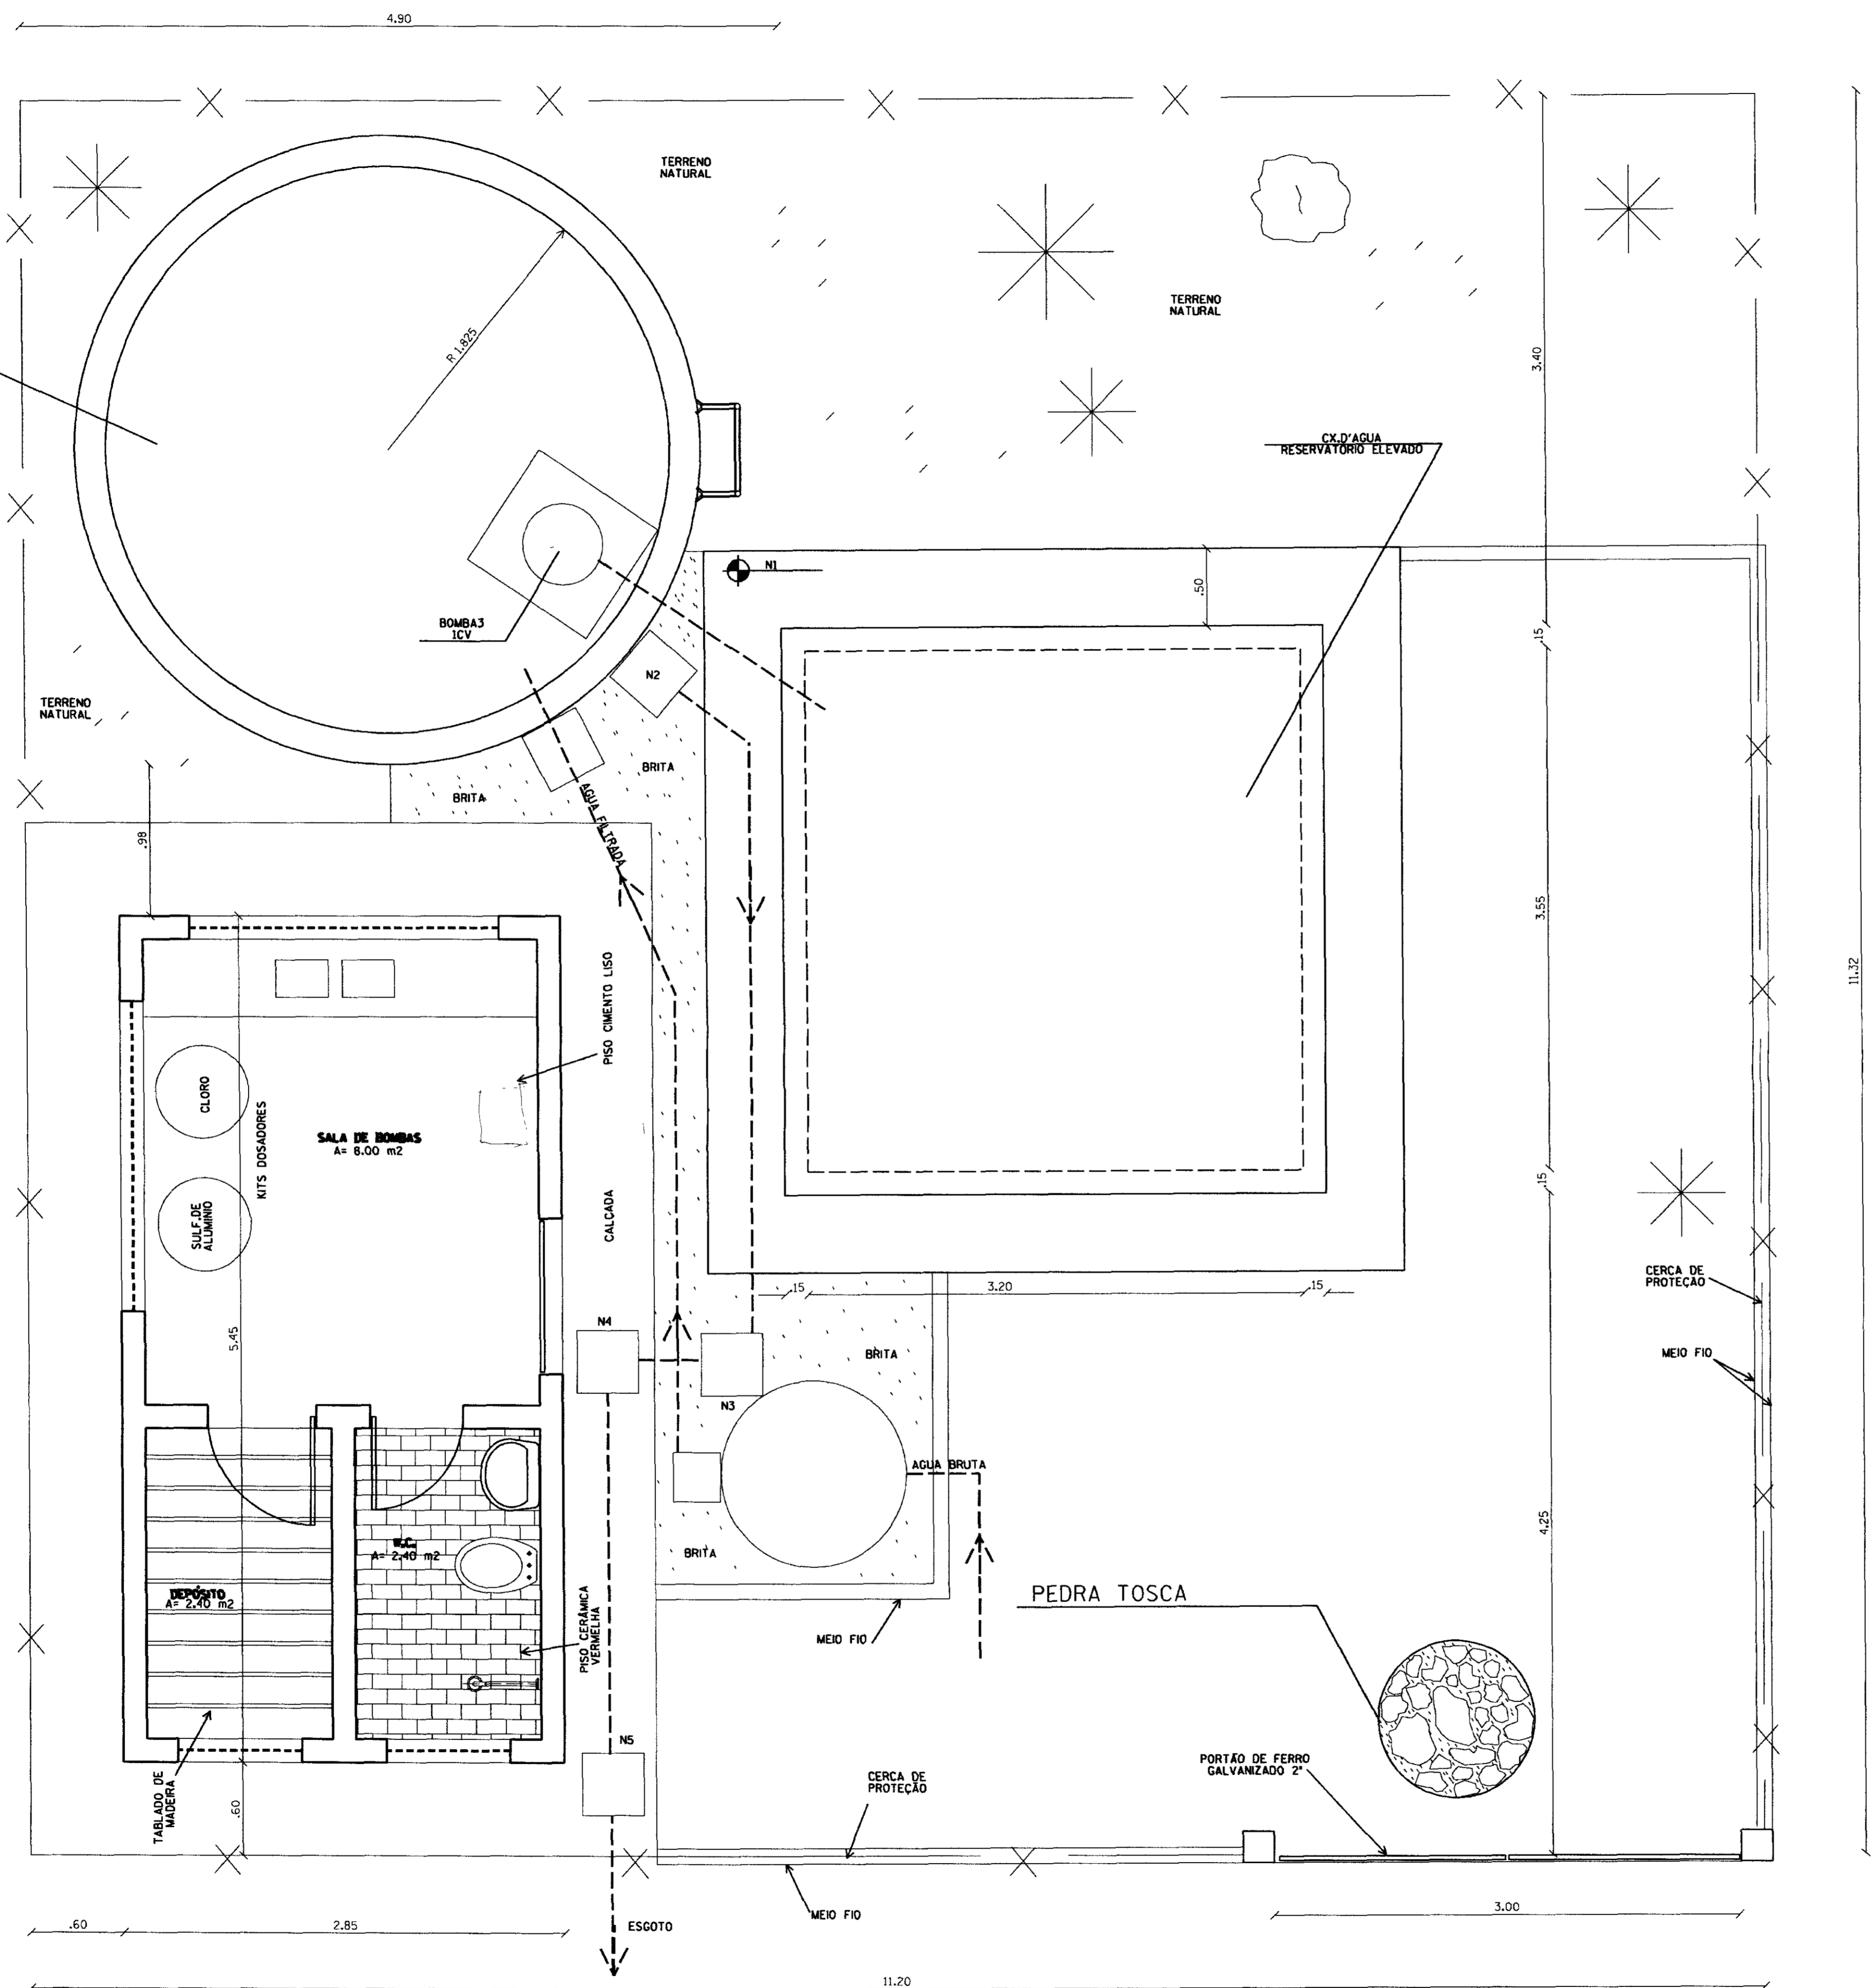 4.90
TERRENO
NATURAL
TERRENO
NATURAL
R 1.825
3.40
CX.D'AGUA
RESERVATÓRIO ELEVADO
N1
.50
BOMBA3
1CV
.15
N2
TERRENO
NATURAL
BRITA
BRITA
AGUA FILTRADA
.98
3.55
11.32
PISO CIMENTO LISO
CLORO
KITS DOSADORES
SALA DE BOMBAS
A= 8.00 m2
SULF.DE
ALUMINIO
CALÇADA
.15
CERCA DE
PROTEÇÃO
.15
3.20
.15
N4
5.45
BRITA
MEIO FIO
N3
AGUA BRUTA
4.25
W.C.
A= 2.40 m2
BRITA
DEPÓSITO
A= 2.40 m2
PEDRA TOSCA
PISO CERÂMICA
VERMELHA
MEIO FIO
N5
PORTÃO DE FERRO
GALVANIZADO 2"
TABLADO DE
MADEIRA
.60
CERCA DE
PROTEÇÃO
MEIO FIO
.60
2.85
ESGOTO
3.00
11.20